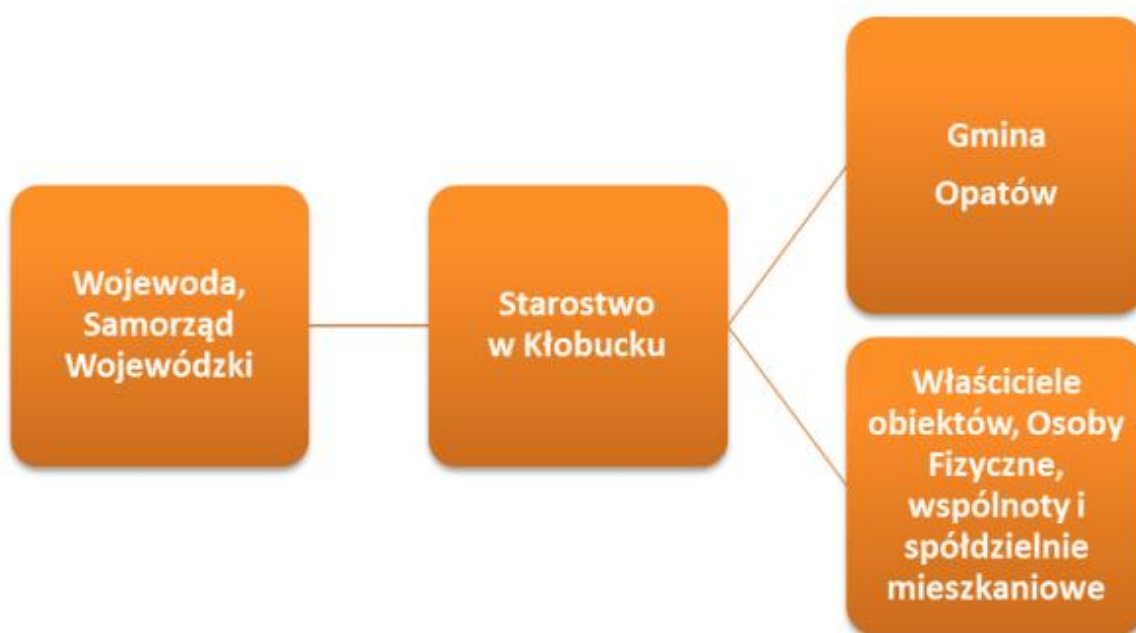 Wojewoda,
Samorząd
Wojewódzki
Starostwo
w Kłobucku
Gmina
Opatów
Właściciele
obiektów, Osoby
Fizyczne,
wspólnoty i
spółdzielnie
mieszkaniowe